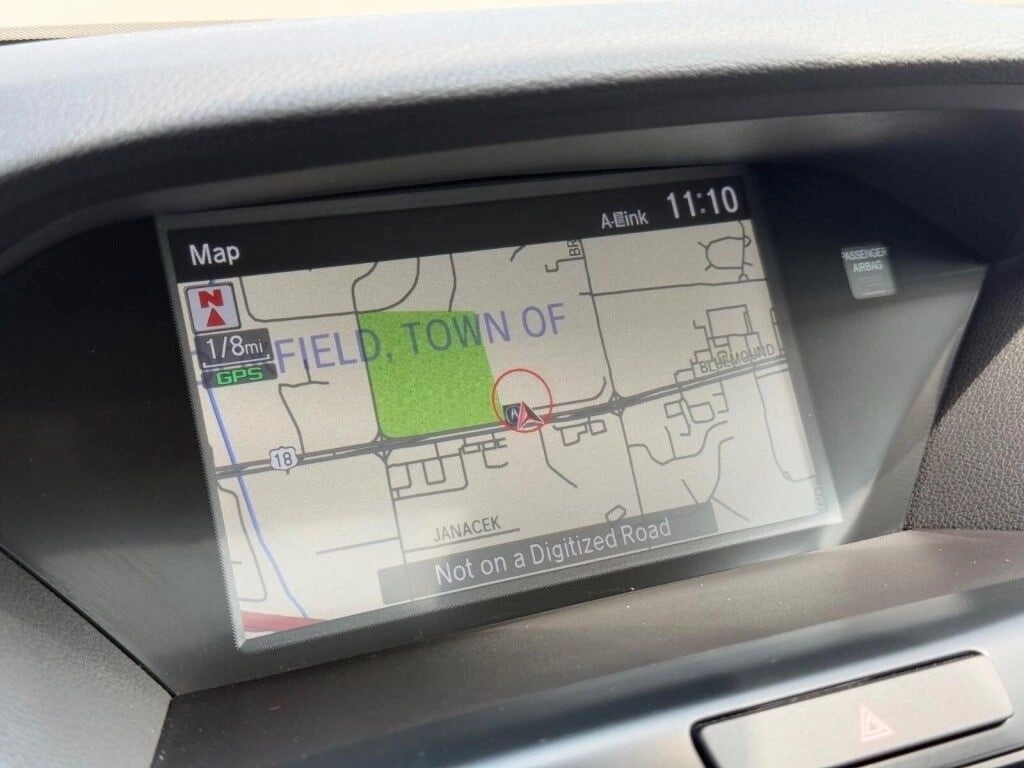 Map
A-Link
11:10
N
1/8mi
GPS
FIELD, TOWN OF
BR
BLUEMOUND
A
18
JANACEK
Not on a Digitized Road
PASSENGER
AIRBAG